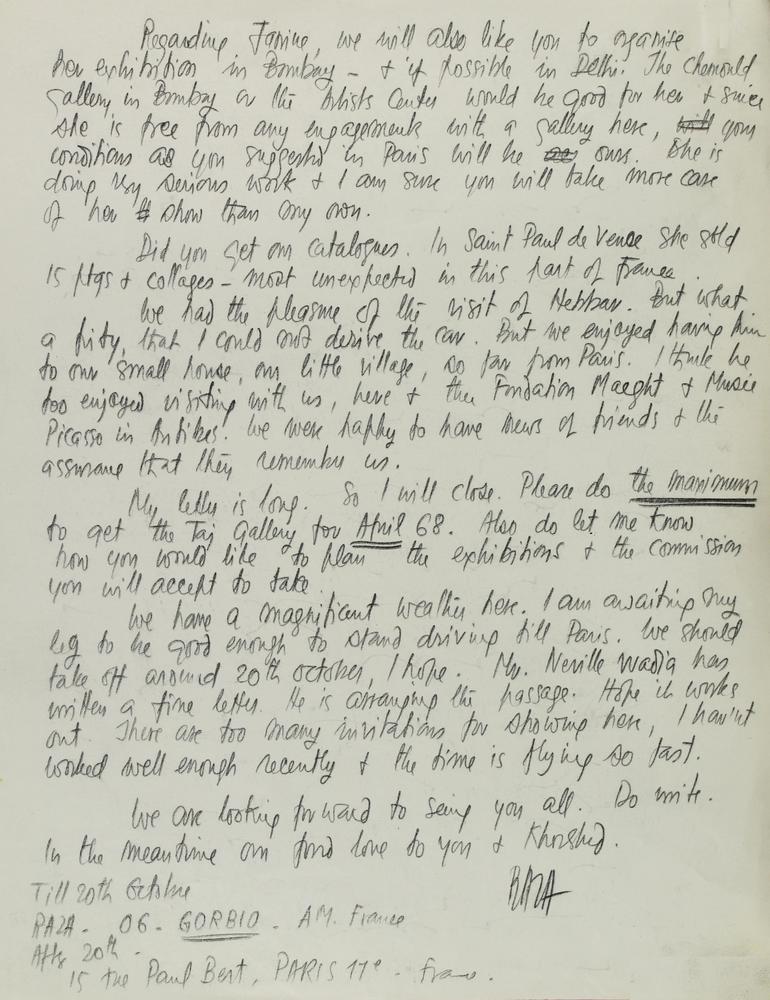 Regarding Janine, we will also like you to organise
her exhibition in Bombay - & if possible in Delhi. The Chemould
Gallery in Bombay or the Artists Center would be good for her & since
she is free from any engagements with a gallery here, your
conditions as you suggested in Paris will be ours. She is
doing very serious work & I am sure you will take more care
of her show than my own.
Did you get our catalogues. In Saint Paul de Vence she sold
15 ptgs & collages - most unexpected in this part of France.
We had the pleasure of the visit of Hebbar. But what
a pity, that I could not drive the car. But we enjoyed having him
to our small house, our little village, so far from Paris. I think he
too enjoyed visiting with us, here & the Fondation Maeght & Musée
Picasso in Antibes. We were happy to have news of friends & the
assurance that they remember us.
My letter is long. So I will close. Please do the maximum
to get the Taj Gallery for April 68. Also do let me know
how you would like to plan the exhibitions & the commission
you will accept to take.
We have a magnificent weather here. I am awaiting my
leg to be good enough to stand driving till Paris. We should
take off around 20th october, I hope. Mr. Neville Wadia has
written a fine letter. He is arranging the passage. Hope it works
out. There are too many invitations for showing here, I hav'nt
worked well enough recently & the time is flying so fast.
We are looking forward to seing you all. Do write.
In the meantime our fond love to you & Khorshed.
RAZA
Till 20th Octobre
RAZA - 06 - GORBIO - A.M. France
After 20th -
15 rue Paul Bert, PARIS 11e - France.